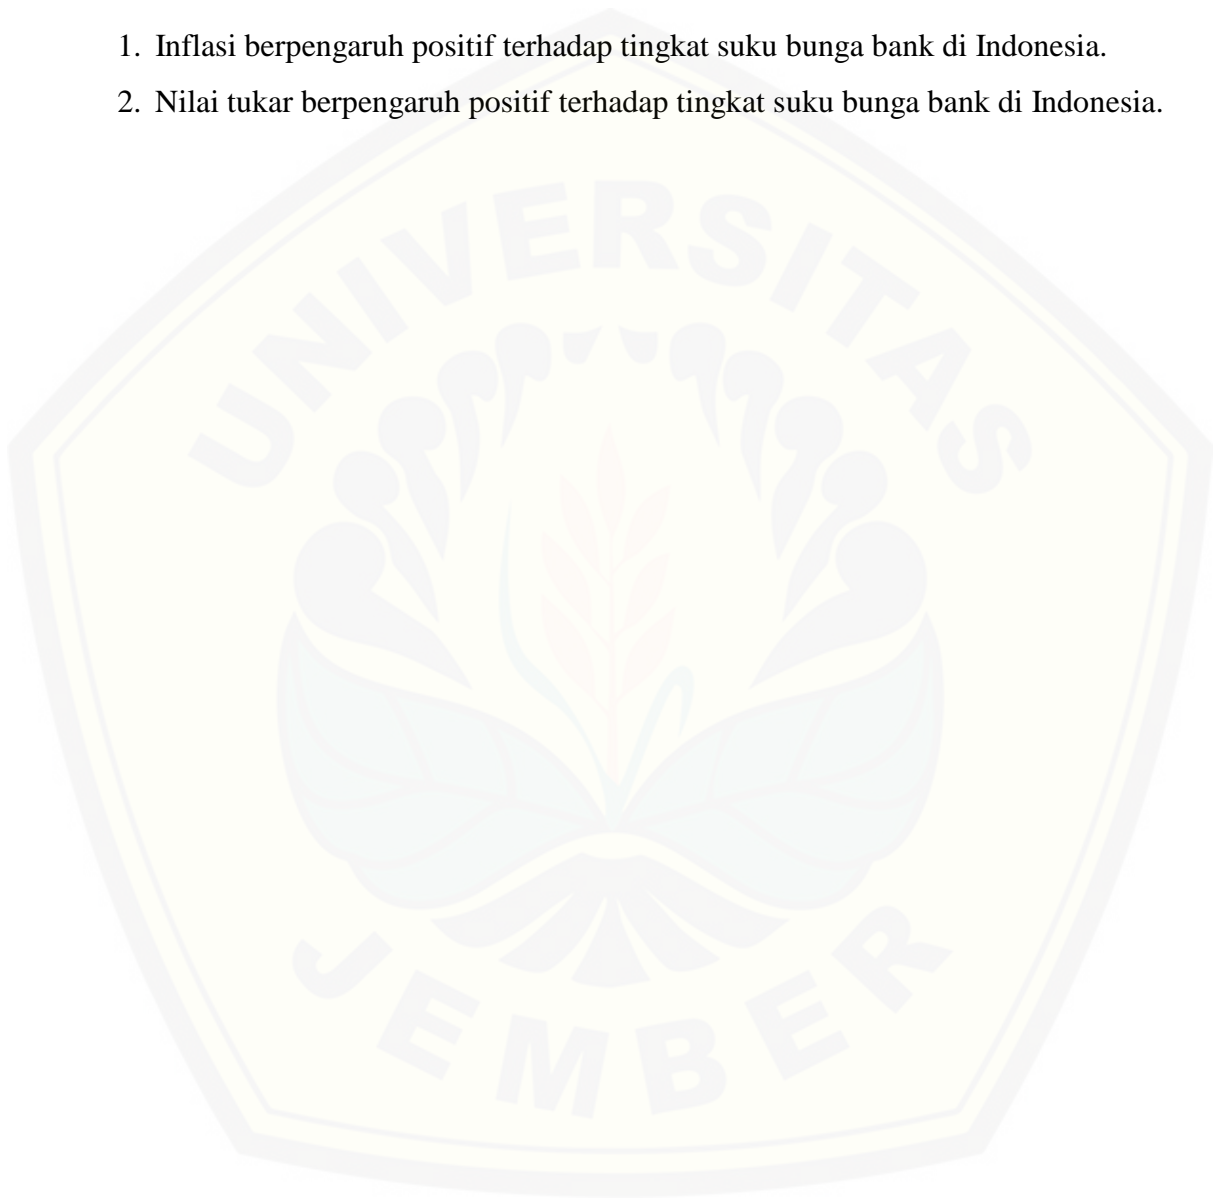 1. Inflasi berpengaruh positif terhadap tingkat suku bunga bank di Indonesia.
2. Nilai tukar berpengaruh positif terhadap tingkat suku bunga bank di Indonesia.
UNIVERSITAS
JEMBER